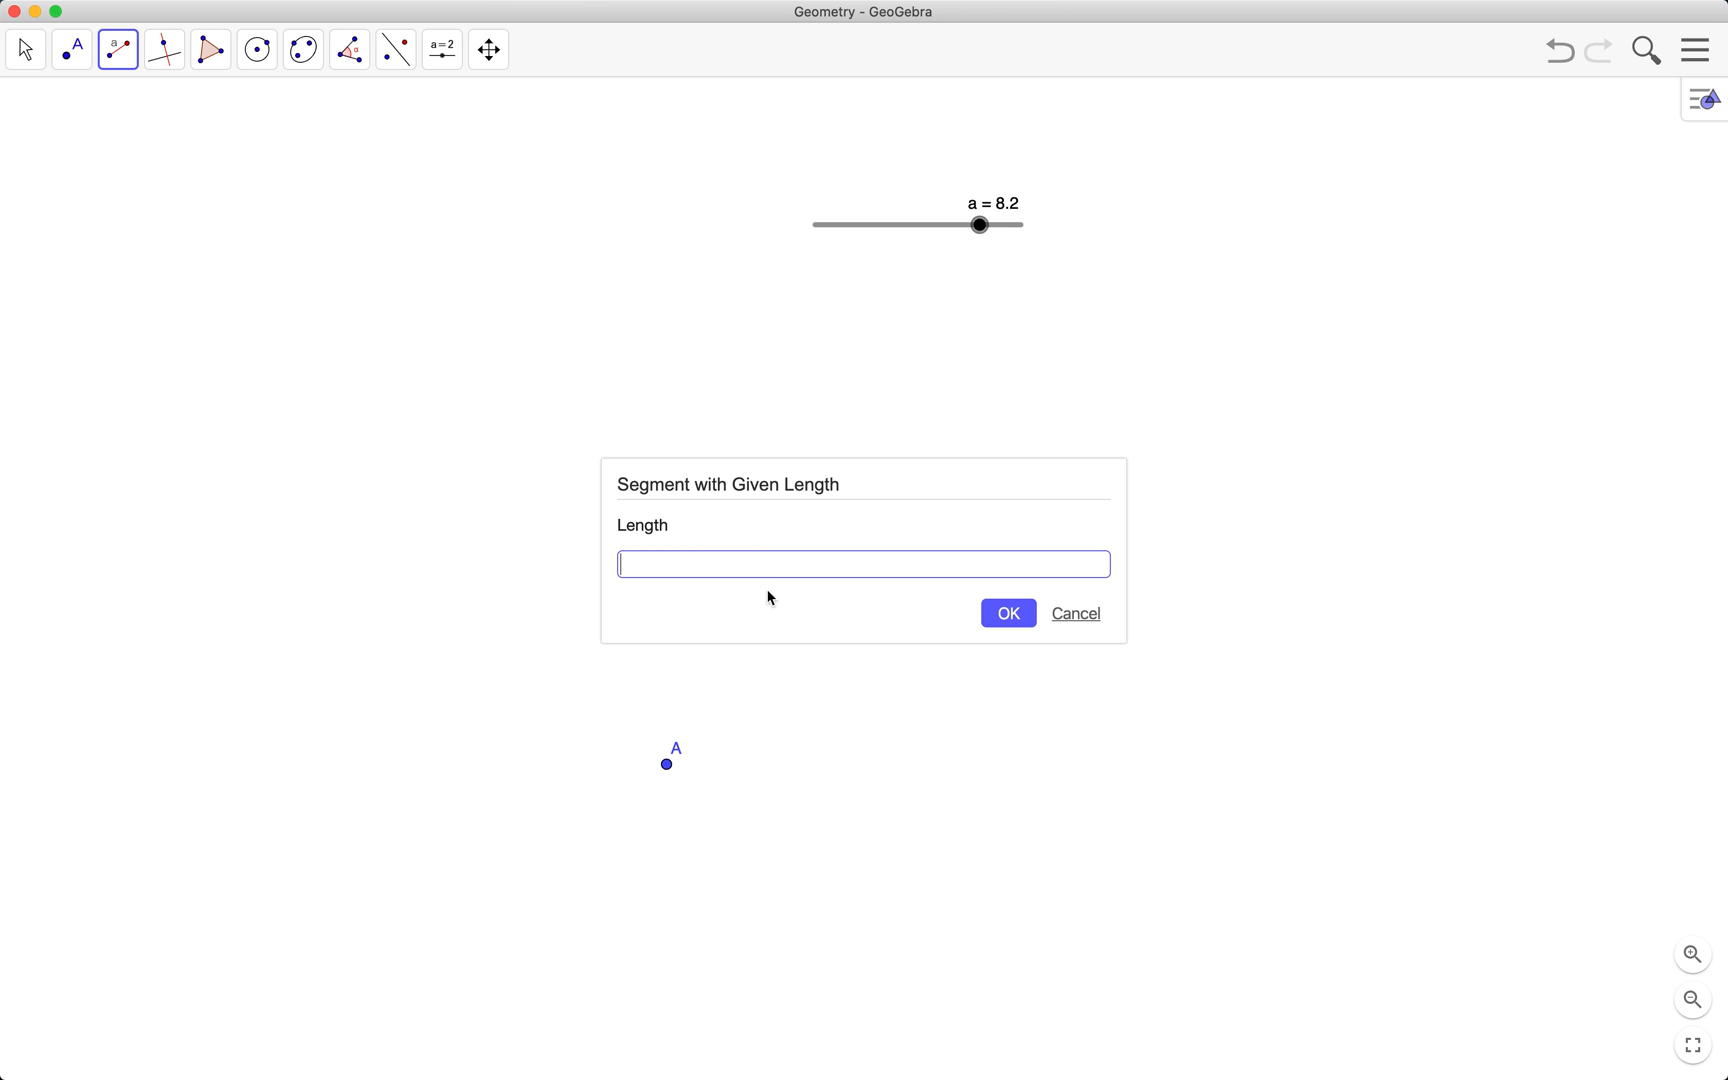 Geometry - GeoGebra
A
a
α
a=2
a = 8.2
Segment with Given Length
Length
OK Cancel
A